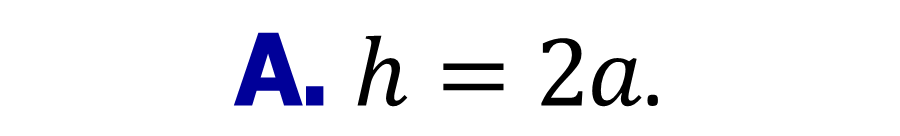 A. h = 2a.